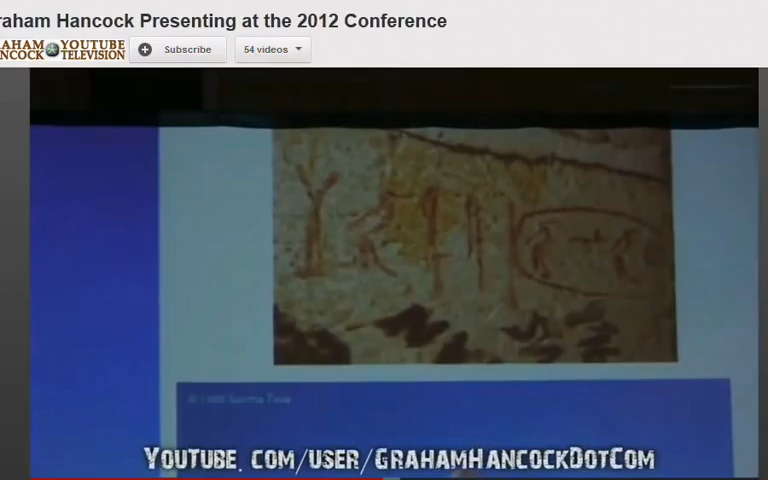 raham Hancock Presenting at the 2012 Conference
RAHAM YOUTUBE
NCOCK TELEVISION
Subscribe
54 videos
YouTube.com/user/GrahamHancockDotCom